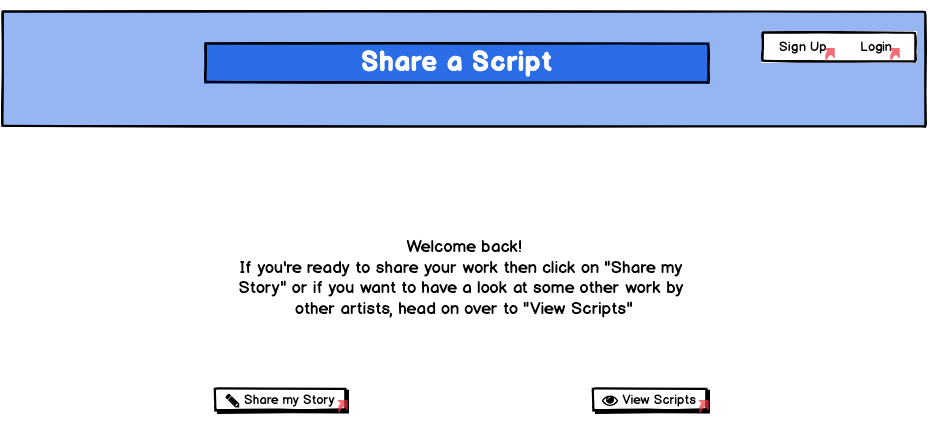 Share a Script
Sign Up Login
Welcome back!
If you're ready to share your work then click on "Share my
Story" or if you want to have a look at some other work by
other artists, head on over to "View Scripts"
Share my Story
View Scripts